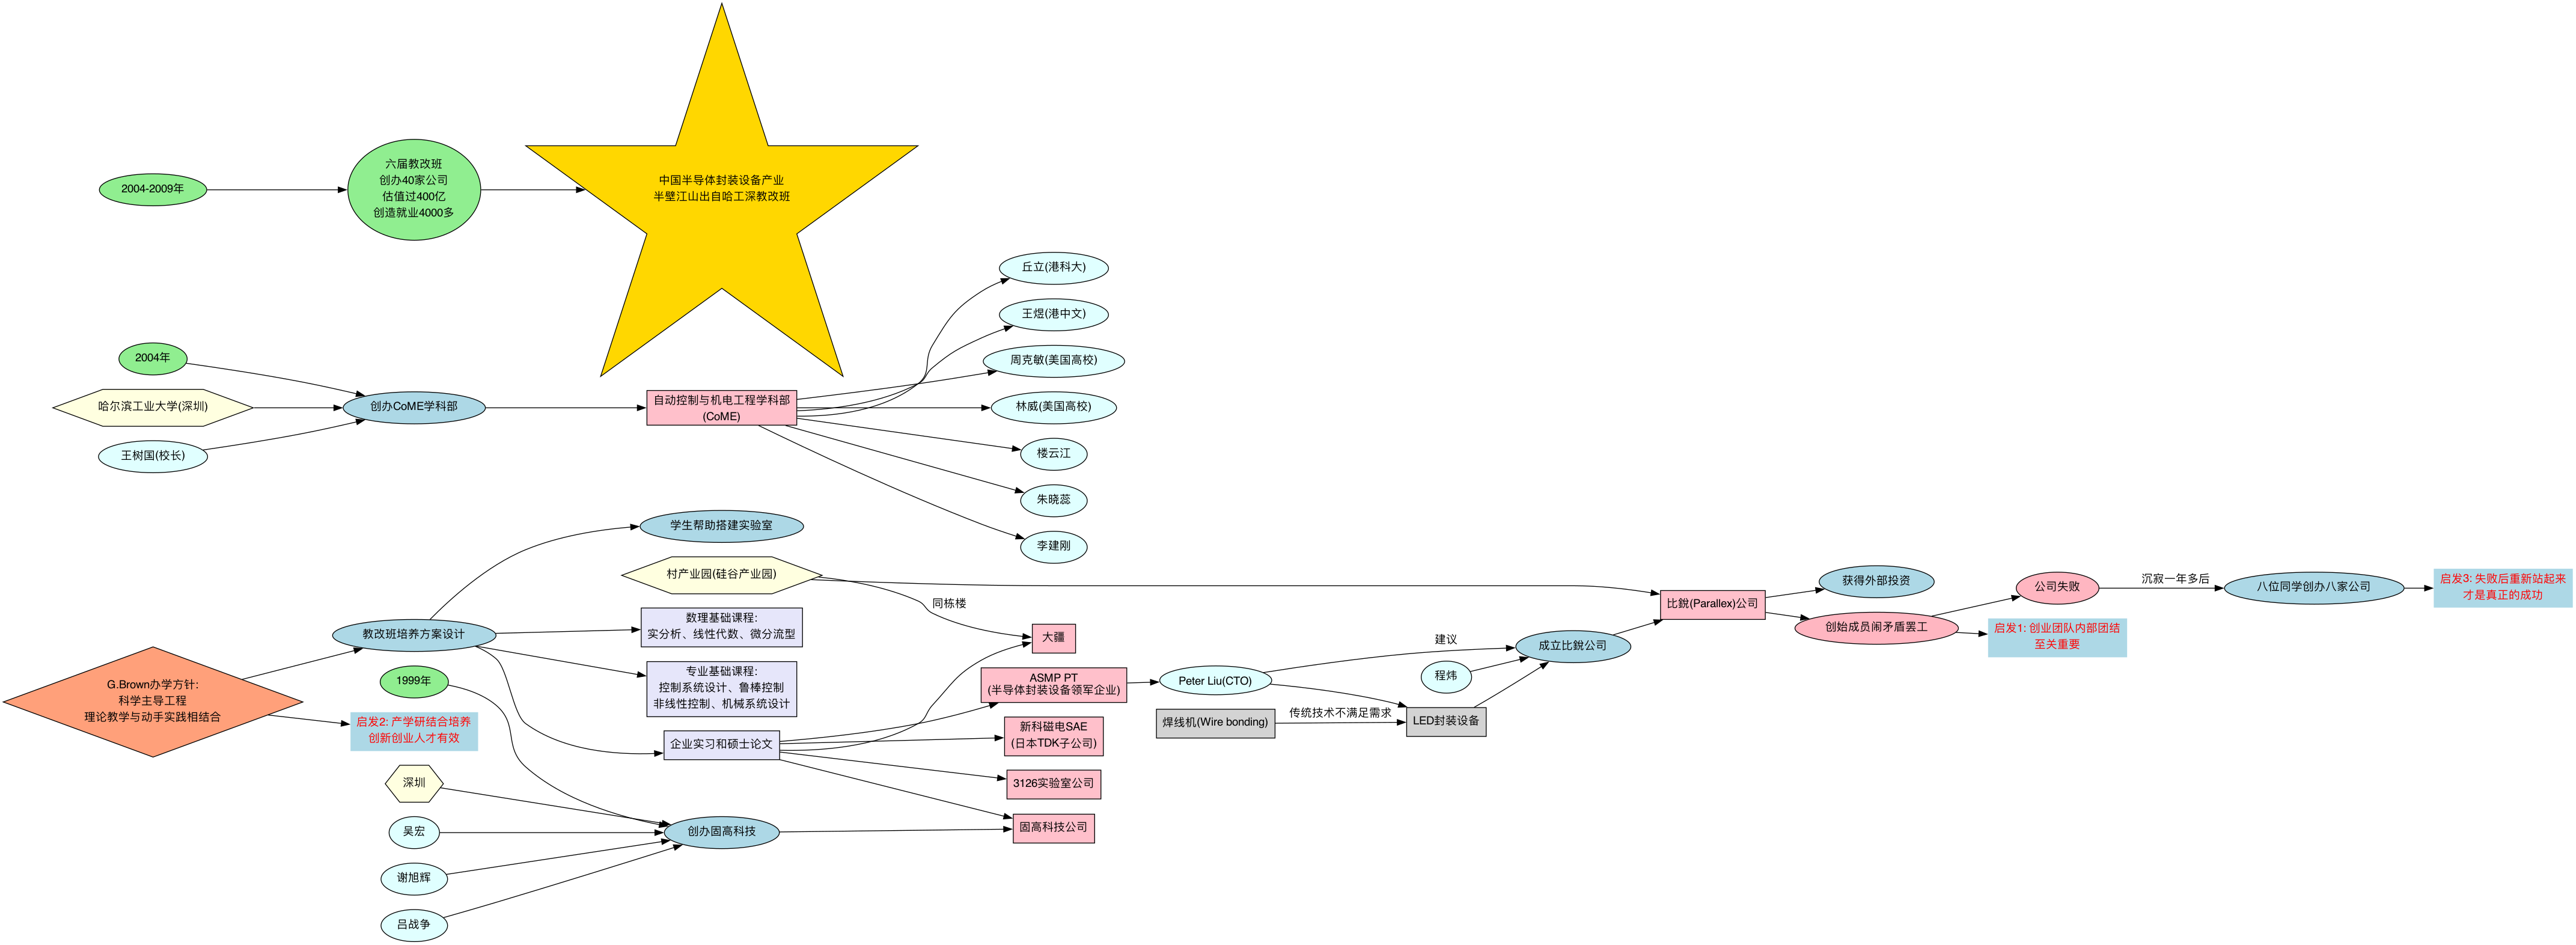 2004-2009年
六届教改班
创办40家公司
估值过400亿
创造就业4000多
中国半导体封装设备产业
半壁江山出自哈工深教改班
2004年
哈尔滨工业大学(深圳)
王树国(校长)
创办CoME学科部
自动控制与机电工程学科部
(CoME)
丘立(港科大)
王煜(港中文)
周克敏(美国高校)
林威(美国高校)
楼云江
朱晓蕊
李建刚
G.Brown办学方针:
科学主导工程
理论教学与动手实践相结合
教改班培养方案设计
启发2: 产学研结合培养
创新创业人才有效
学生帮助搭建实验室
村产业园(硅谷产业园)
数理基础课程:
实分析、线性代数、微分流型
专业基础课程:
控制系统设计、鲁棒控制
非线性控制、机械系统设计
企业实习和硕士论文
1999年
深圳
吴宏
谢旭辉
吕战争
创办固高科技
同栋楼
大疆
ASMP PT
(半导体封装设备领军企业)
新科磁电SAE
(日本TDK子公司)
3126实验室公司
固高科技公司
Peter Liu(CTO)
焊线机(Wire bonding)
传统技术不满足需求
LED封装设备
建议
程炜
成立比銳公司
比銳(Parallex)公司
获得外部投资
创始成员闹矛盾罢工
公司失败
启发1: 创业团队内部团结
至关重要
沉寂一年多后
八位同学创办八家公司
启发3: 失败后重新站起来
才是真正的成功